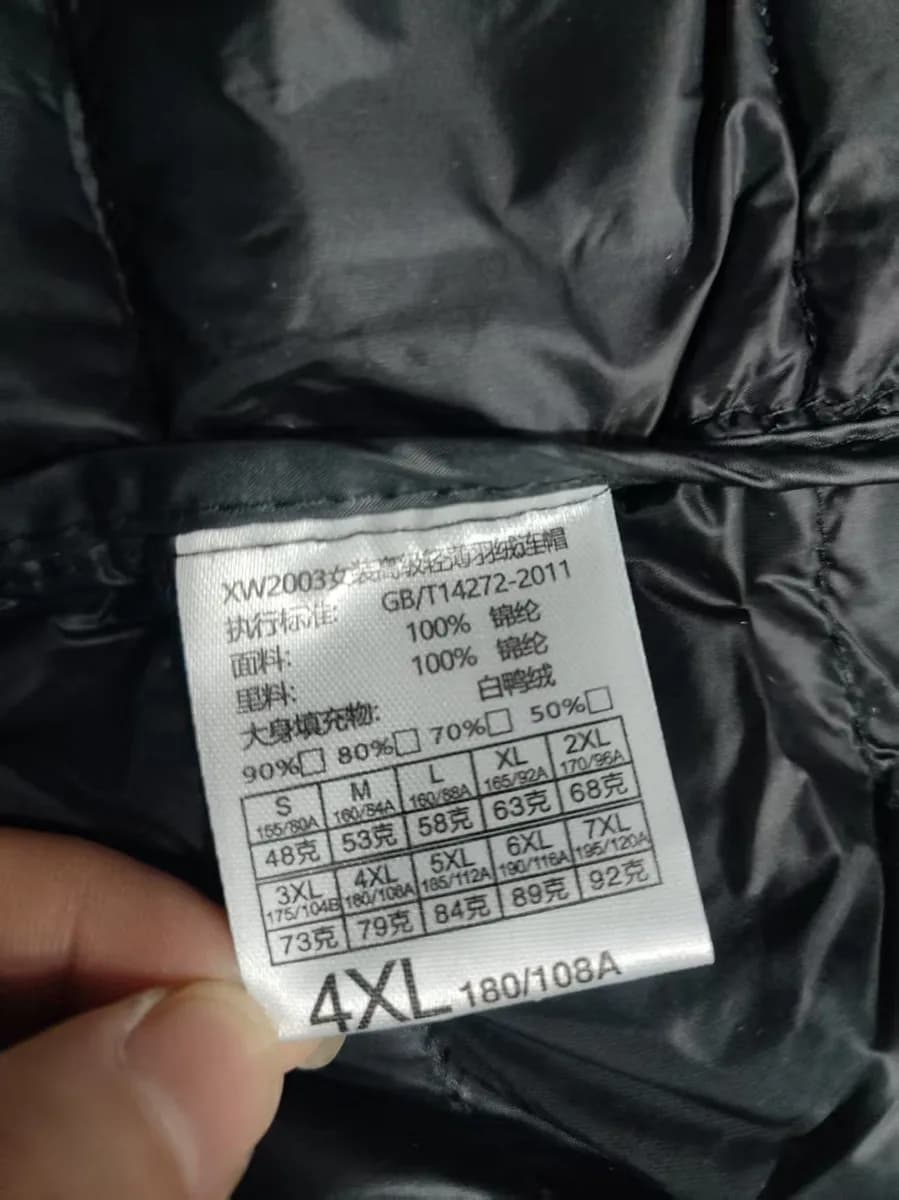 XW2003女装高级轻薄羽绒连帽
执行标准: GB/T14272-2011
面料: 100% 锦纶
里料: 100% 锦纶
大身填充物: 白鸭绒
90%□ 80%□ 70%□ 50%□
S M L XL 2XL
155/80A 160/84A 160/88A 165/92A 170/96A
48克 53克 58克 63克 68克
3XL 4XL 5XL 6XL 7XL
175/104B 180/108A 185/112A 190/116A 195/120A
73克 79克 84克 89克 92克
4XL 180/108A